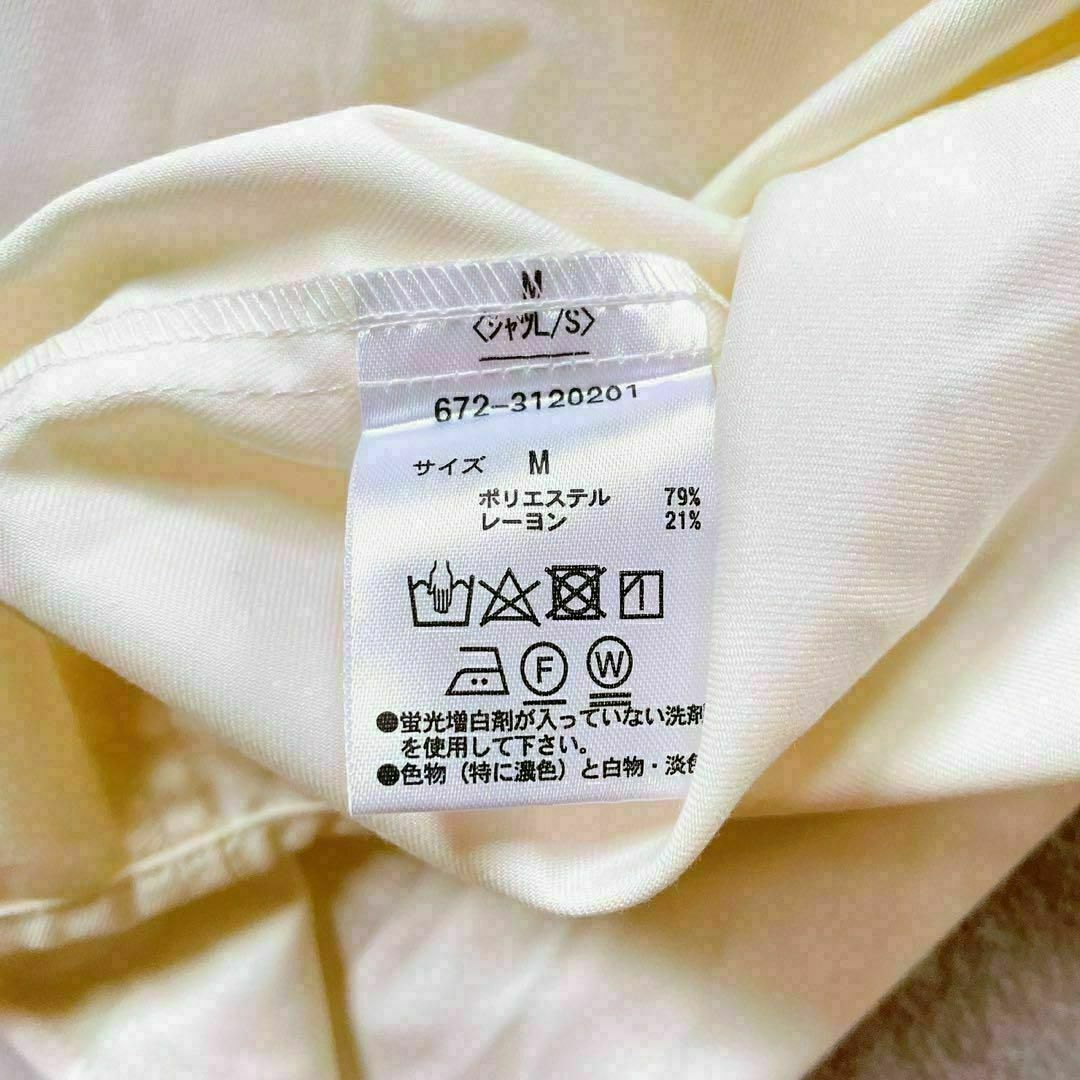 M
〈シャツL/S〉
672-3120201
サイズ M
ポリエステル 79%
レーヨン 21%
F W
●蛍光増白剤が入っていない洗剤
を使用して下さい。
●色物（特に濃色）と白物・淡色